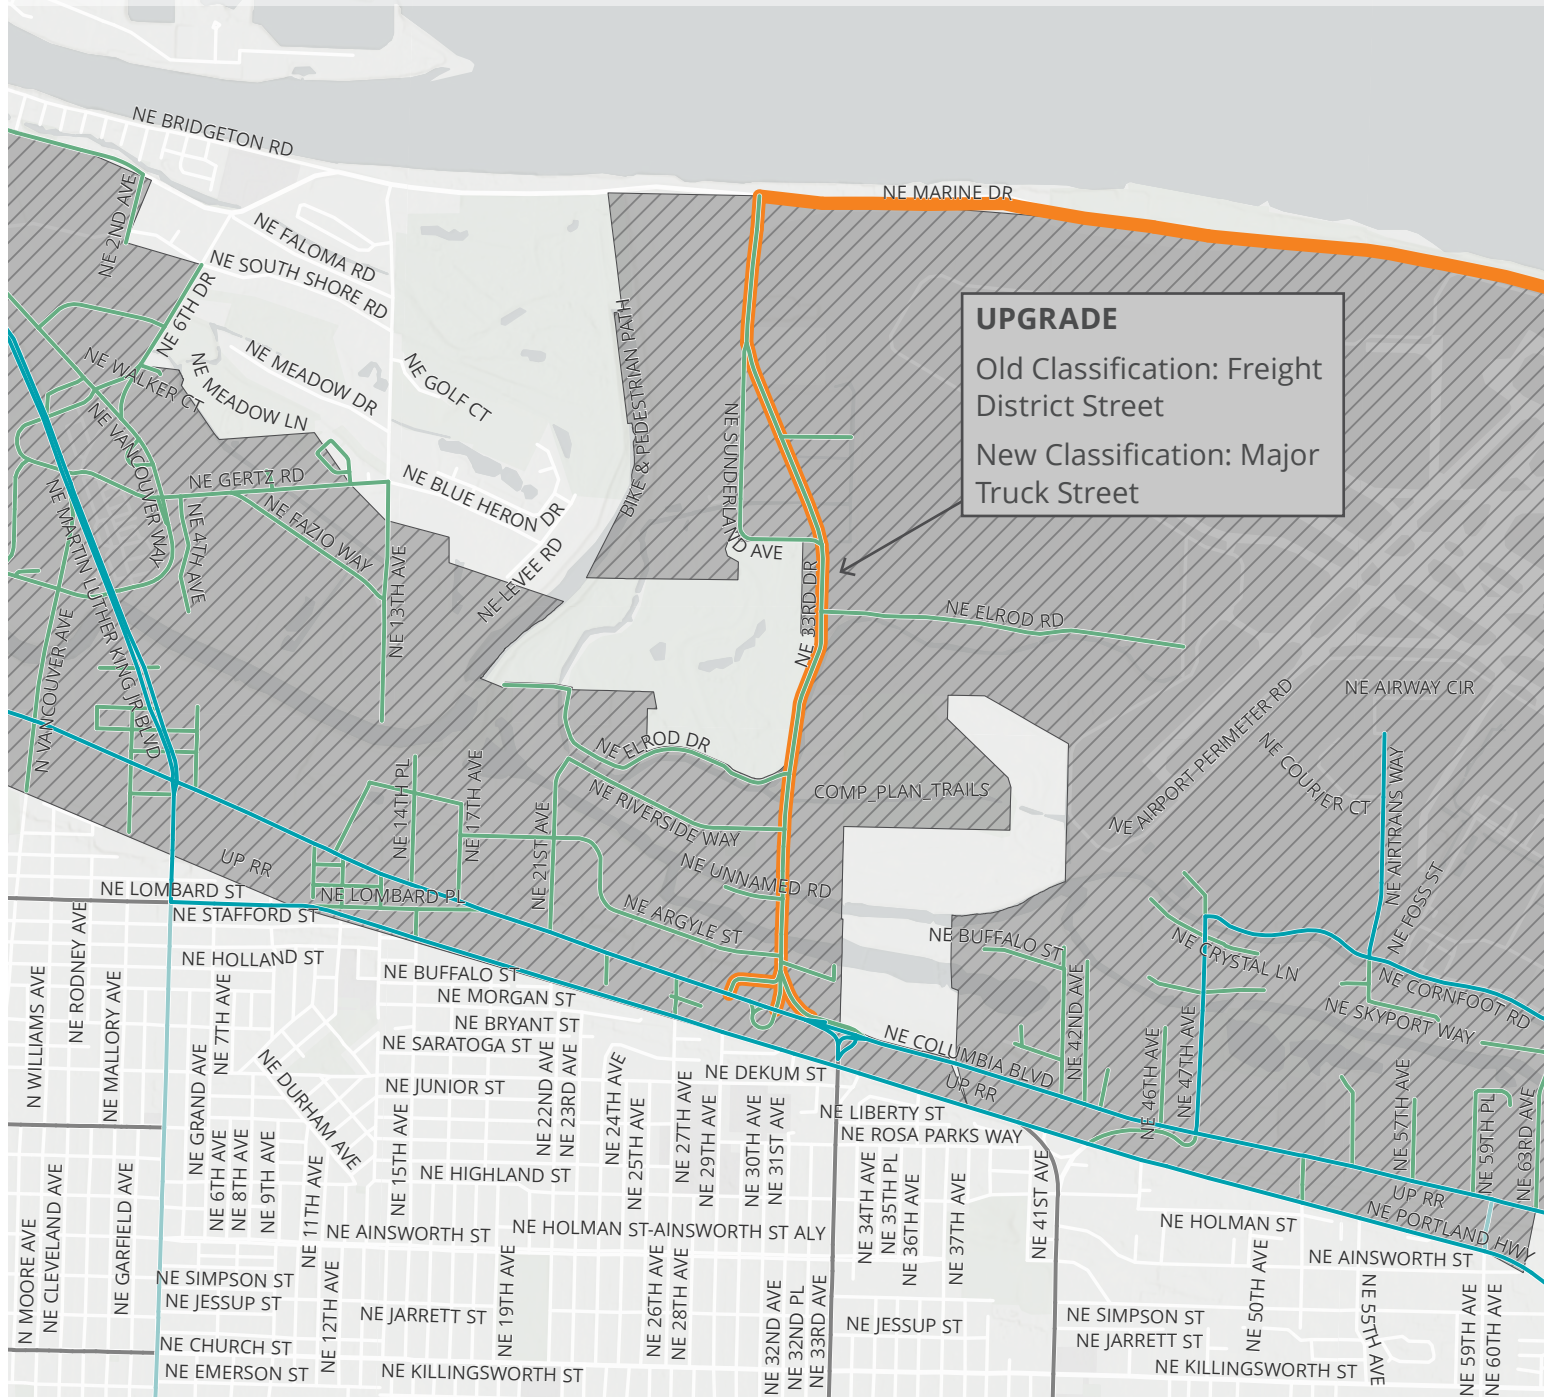 NE BRIDGETON RD
NE MARINE DR
NE 2ND AVE
NE FALOMA RD
NE SOUTH SHORE RD
NE 6TH DR
BIKE & PEDESTRIAN PATH
UPGRADE
Old Classification: Freight
District Street
New Classification: Major
Truck Street
NE WALKER CT
NE MEADOW DR
NE MEADOW LN
NE GOLF CT
NE VANCOUVER WAY
NE SUNDERLAND AVE
NE GERTZ RD
NE BLUE HERON DR
NE FAZIO WAY
NE 4TH AVE
NE MARTIN LUTHER KING JR BLVD
NE LEVEE RD
NE 13TH AVE
NE 33RD DR
NE ELROD RD
N VANCOUVER AVE
NE AIRWAY CIR
NE AIRPORT PERIMETER RD
NE COURIER CT
NE AIRTRANS WAY
NE ELROD DR
COMP_PLAN_TRAILS
NE 14TH PL
NE 17TH AVE
NE RIVERSIDE WAY
NE 21ST AVE
UP RR
NE UNNAMED RD
NE LOMBARD ST
NE LOMBARD PL
NE STAFFORD ST
NE ARGYLE ST
NE FOSS ST
NE BUFFALO ST
NE CRYSTAL LN
NE CORNFOOT RD
NE SKYPORT WAY
NE HOLLAND ST
NE BUFFALO ST
NE MORGAN ST
NE BRYANT ST
NE SARATOGA ST
NE JUNIOR ST
NE DEKUM ST
NE COLUMBIA BLVD
UP RR
NE 42ND AVE
NE 46TH AVE
NE 47TH AVE
NE 57TH AVE
NE 59TH PL
NE 63RD AVE
N WILLIAMS AVE
NE RODNEY AVE
NE MALLORY AVE
NE 7TH AVE
NE GRAND AVE
NE DURHAM AVE
NE 22ND AVE
NE 23RD AVE
NE 24TH AVE
NE 25TH AVE
NE 27TH AVE
NE 29TH AVE
NE 30TH AVE
NE 31ST AVE
NE LIBERTY ST
NE ROSA PARKS WAY
NE 6TH AVE
NE 8TH AVE
NE 9TH AVE
NE 11TH AVE
NE 15TH AVE
NE HIGHLAND ST
NE 34TH AVE
NE 35TH PL
NE 36TH AVE
NE 37TH AVE
NE 41ST AVE
UP RR
NE PORTLAND HWY
NE HOLMAN ST
NE AINSWORTH ST
N MOORE AVE
NE CLEVELAND AVE
NE GARFIELD AVE
NE AINSWORTH ST
NE HOLMAN ST-AINSWORTH ST ALY
NE SIMPSON ST
NE JESSUP ST
NE 12TH AVE
NE JARRETT ST
NE 19TH AVE
NE 26TH AVE
NE 28TH AVE
NE 32ND AVE
NE 32ND PL
NE 33RD AVE
NE JESSUP ST
NE SIMPSON ST
NE JARRETT ST
NE 50TH AVE
NE 55TH AVE
NE 59TH AVE
NE 60TH AVE
NE CHURCH ST
NE EMERSON ST
NE KILLINGSWORTH ST
NE KILLINGSWORTH ST